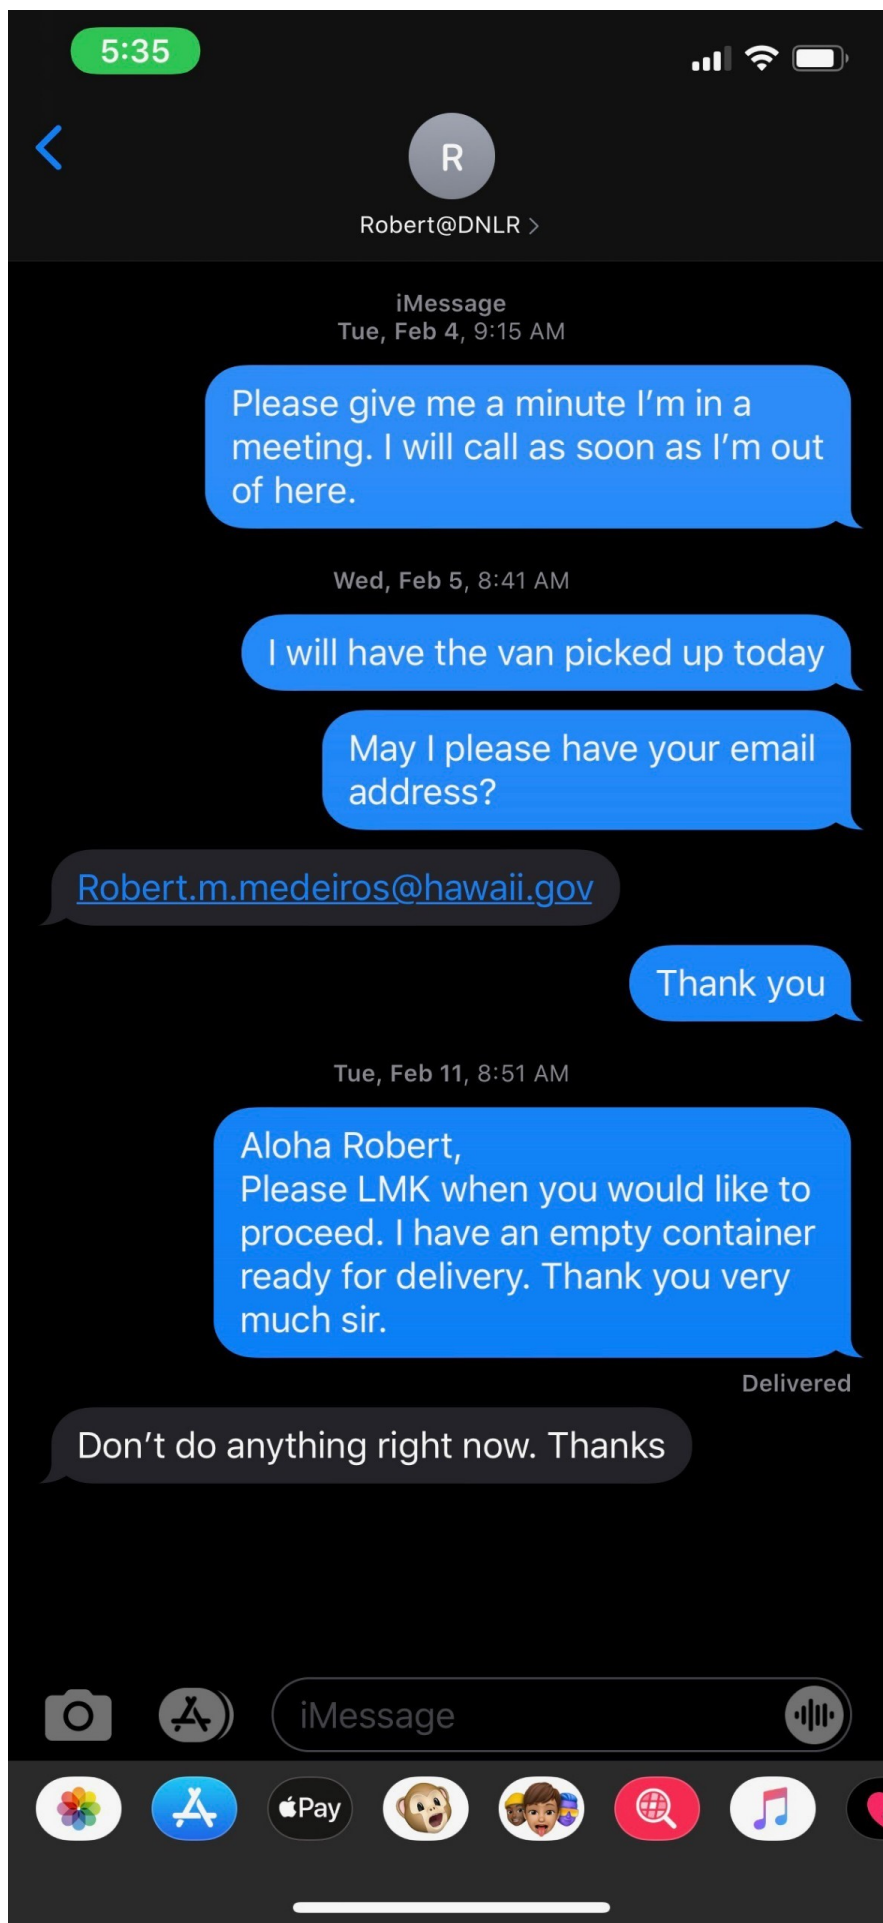 5:35
R
Robert@DNLR
iMessage
Tue, Feb 4, 9:15 AM
Please give me a minute I’m in a
meeting. I will call as soon as I’m out
of here.
Wed, Feb 5, 8:41 AM
I will have the van picked up today
May I please have your email
address?
Robert.m.medeiros@hawaii.gov
Thank you
Tue, Feb 11, 8:51 AM
Aloha Robert,
Please LMK when you would like to
proceed. I have an empty container
ready for delivery. Thank you very
much sir.
Delivered
Don’t do anything right now. Thanks
iMessage
Pay